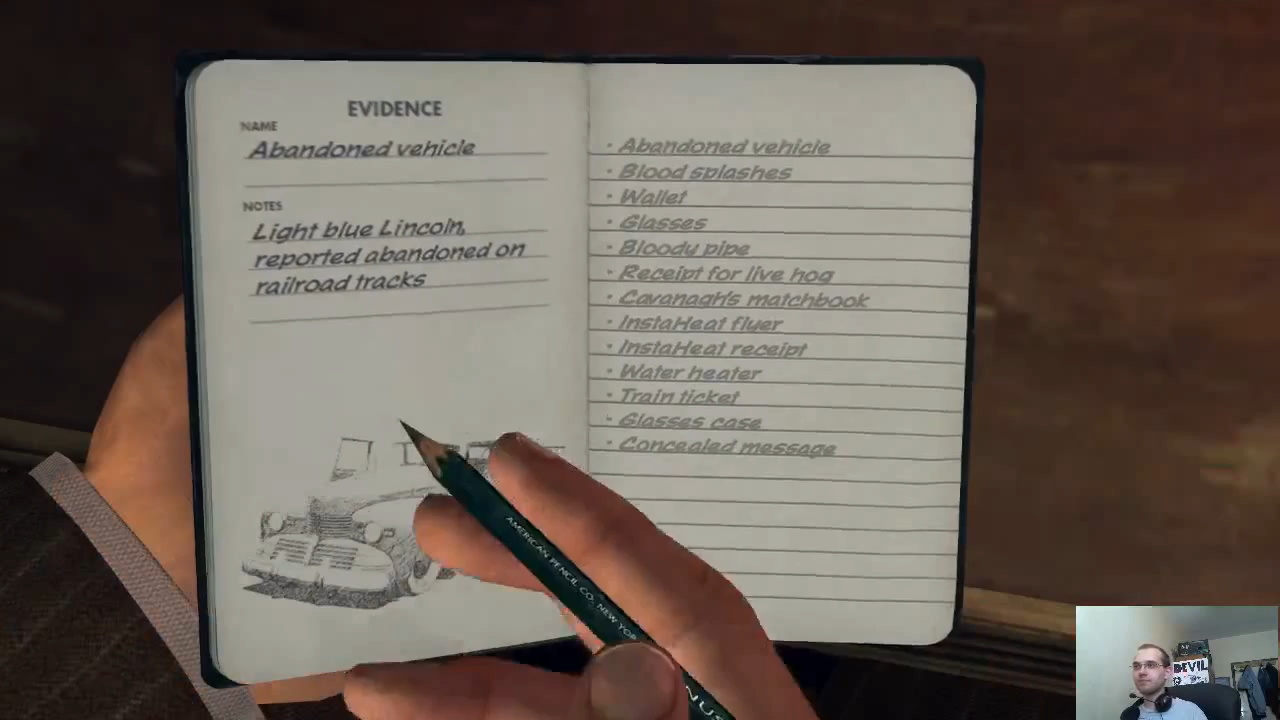 EVIDENCE
NAME
Abandoned vehicle
NOTES
Light blue Lincoln,
reported abandoned on
railroad tracks
• Abandoned vehicle
• Blood splashes
• Wallet
• Glasses
• Bloody pipe
• Receipt for live hog
• Cavanagh's matchbook
• InstaHeat flyer
• InstaHeat receipt
• Water heater
• Train ticket
• Glasses case
• Concealed message
AMERICAN PENCIL CO. NEW YORK
DEVIL